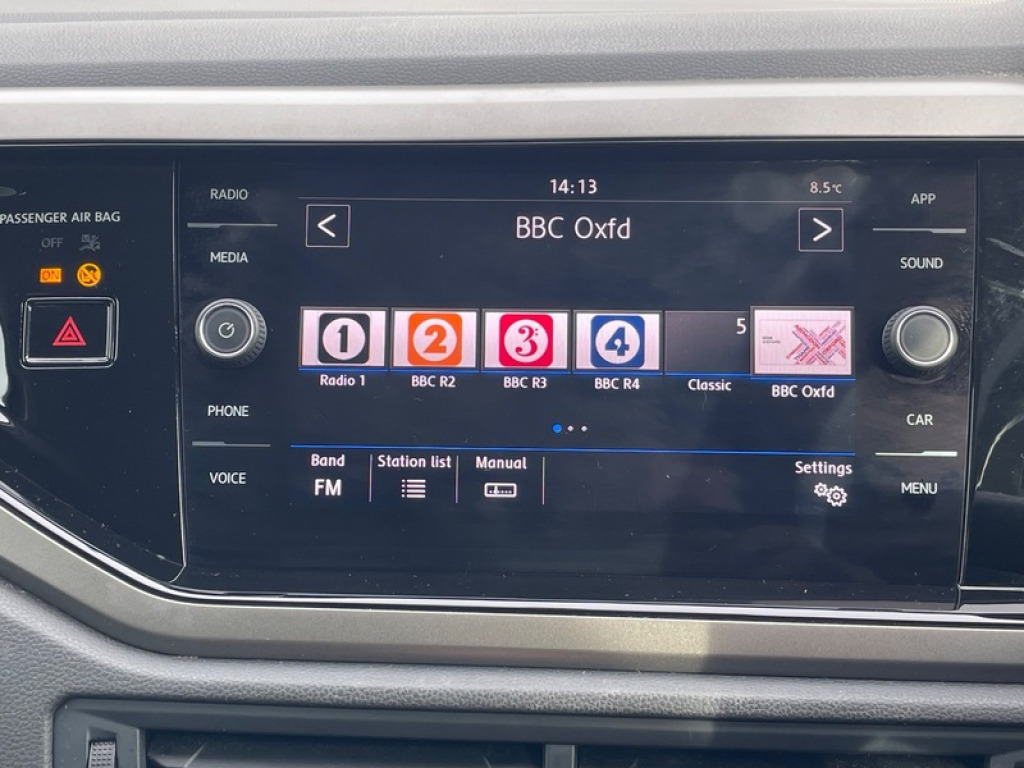 PASSENGER AIR BAG
OFF
ON
RADIO
MEDIA
PHONE
VOICE
14:13
8.5°C
<
BBC Oxfd
>
1
2
3
4
5
Radio 1
BBC R2
BBC R3
BBC R4
Classic
BBC Oxfd
Band
FM
Station list
Manual
Settings
APP
SOUND
CAR
MENU